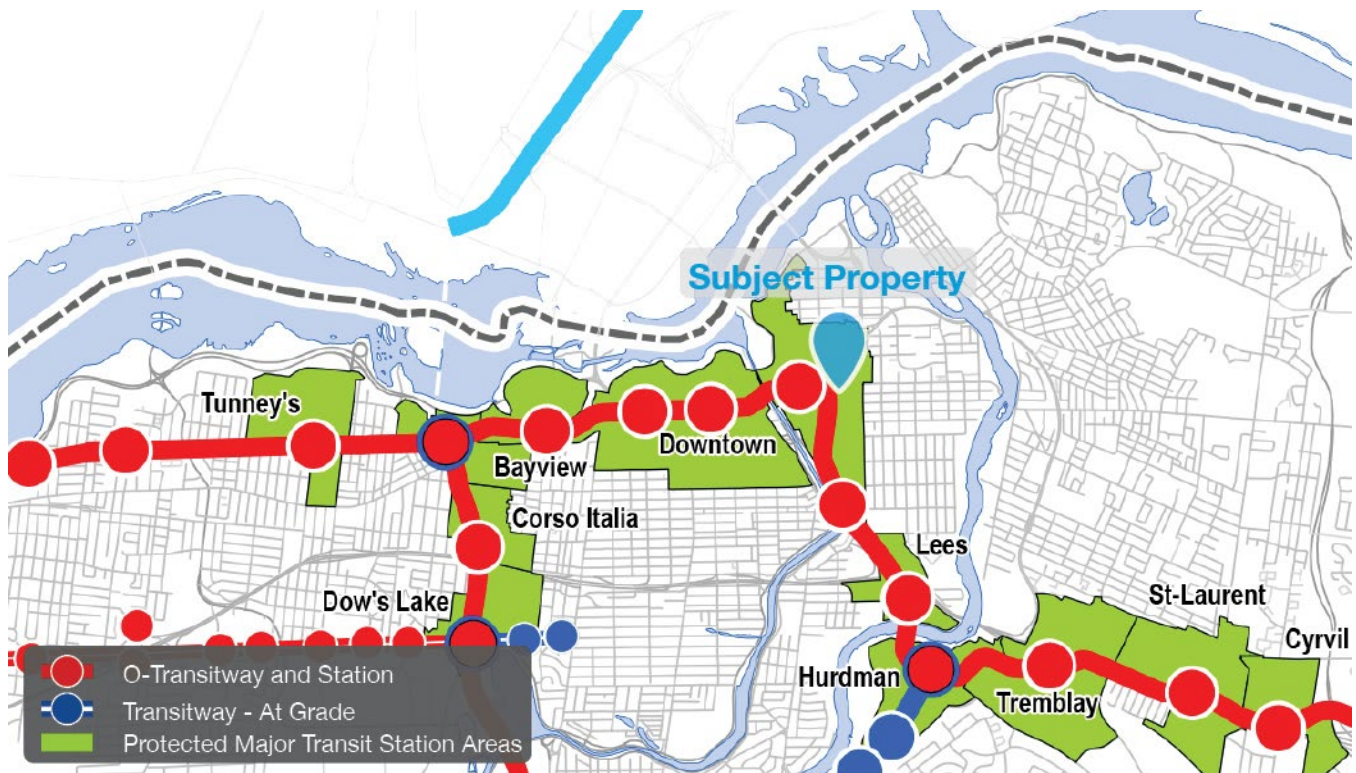 Subject Property
Tunney's
Bayview
Downtown
Corso Italia
Lees
Dow's Lake
St-Laurent
Cyrvil
Hurdman
Tremblay
O-Transitway and Station
Transitway - At Grade
Protected Major Transit Station Areas